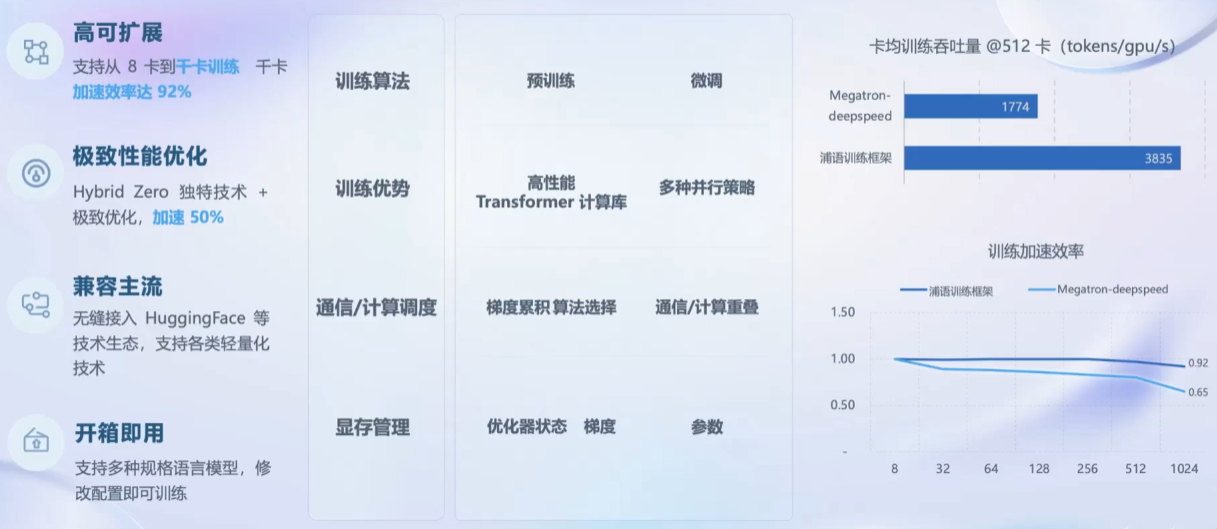 高可扩展
支持从 8 卡到千卡训练 千卡
加速效率达 92%
极致性能优化
Hybrid Zero 独特技术 +
极致优化，加速 50%
兼容主流
无缝接入 HuggingFace 等
技术生态，支持各类轻量化
技术
开箱即用
支持多种规格语言模型，修
改配置即可训练
训练算法
预训练 微调
训练优势
高性能
Transformer 计算库
多种并行策略
通信/计算调度
梯度累积 算法选择 通信/计算重叠
显存管理
优化器状态 梯度 参数
卡均训练吞吐量 @512 卡（tokens/gpu/s）
Megatron-
deepspeed
1774
浦语训练框架
3835
训练加速效率
浦语训练框架 Megatron-deepspeed
1.50
1.00
0.92
0.65
0.50
-
8 32 64 128 256 512 1024